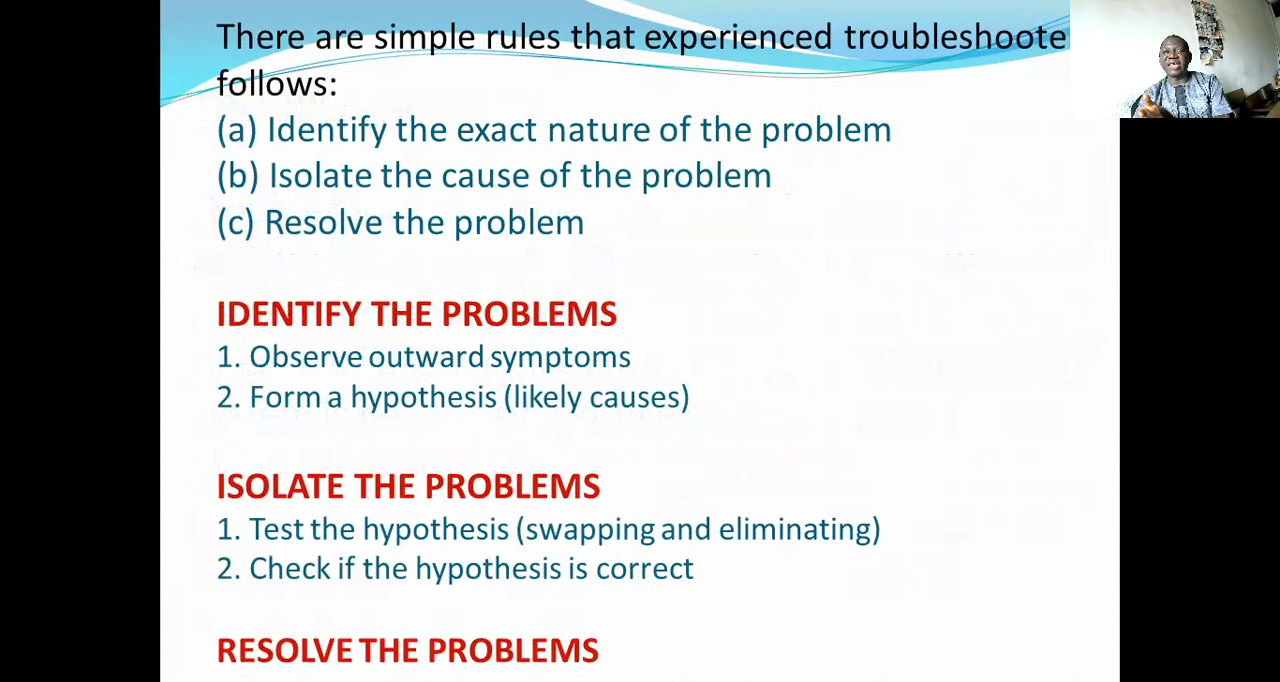 There are simple rules that experienced troubleshoote
follows:
(a) Identify the exact nature of the problem
(b) Isolate the cause of the problem
(c) Resolve the problem
IDENTIFY THE PROBLEMS
1. Observe outward symptoms
2. Form a hypothesis (likely causes)
ISOLATE THE PROBLEMS
1. Test the hypothesis (swapping and eliminating)
2. Check if the hypothesis is correct
RESOLVE THE PROBLEMS